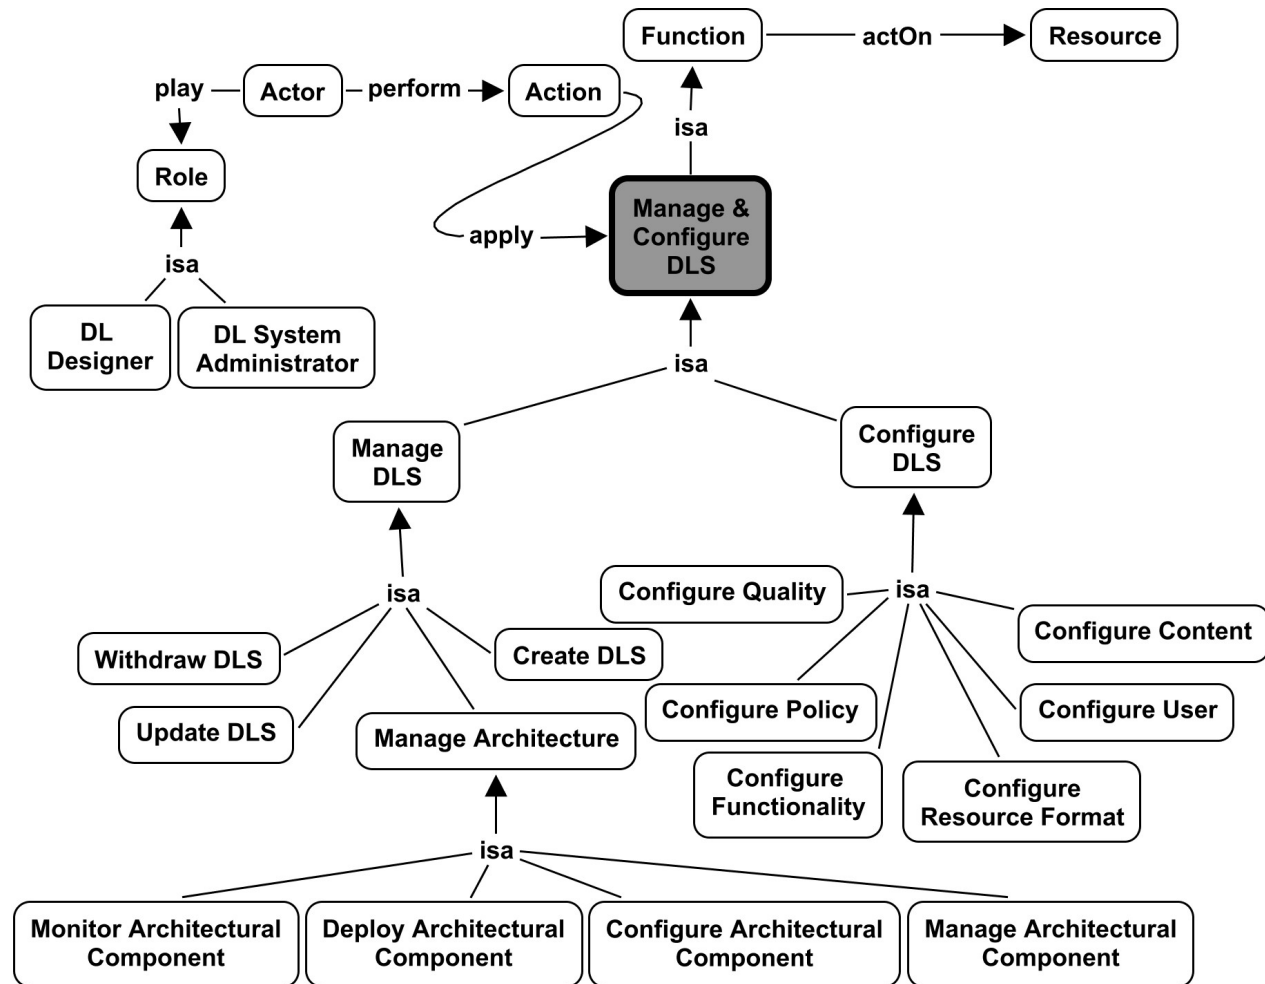 Function
actOn
Resource
play
Actor
perform
Action
isa
Role
Manage &
Configure
DLS
apply
isa
DL
Designer
DL System
Administrator
isa
Manage
DLS
Configure
DLS
isa
isa
Configure Quality
Configure Content
Withdraw DLS
Create DLS
Configure Policy
Configure User
Update DLS
Manage Architecture
Configure
Functionality
Configure
Resource Format
isa
Monitor Architectural
Component
Deploy Architectural
Component
Configure Architectural
Component
Manage Architectural
Component